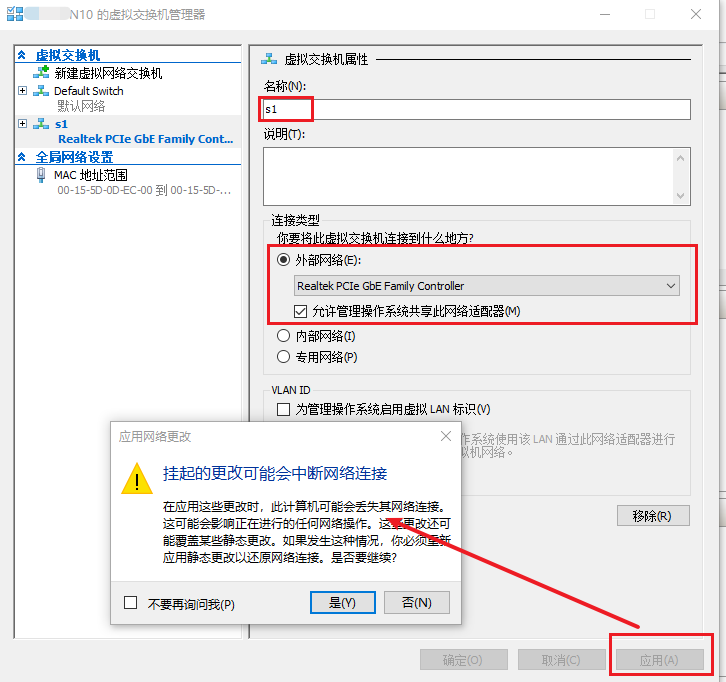 N10 的虚拟交换机管理器
虚拟交换机
新建虚拟网络交换机
Default Switch
默认网络
s1
Realtek PCIe GbE Family Cont...
全局网络设置
MAC 地址范围
00-15-5D-0D-EC-00 到 00-15-5D-...
虚拟交换机属性
名称(N):
s1
说明(T):
连接类型
你要将此虚拟交换机连接到什么地方?
外部网络(E):
Realtek PCIe GbE Family Controller
允许管理操作系统共享此网络适配器(M)
内部网络(I)
专用网络(P)
VLAN ID
为管理操作系统启用虚拟 LAN 标识(V)
作系统使用该 LAN 通过此网络适配器进行
拟机网络。
移除(R)
应用网络更改
挂起的更改可能会中断网络连接
在应用这些更改时，此计算机可能会丢失其网络连接。
这可能会影响正在进行的任何网络操作。这些更改还可
能覆盖某些静态更改。如果发生这种情况，你必须重新
应用静态更改以还原网络连接。是否要继续?
不要再询问我(P)
是(Y)
否(N)
确定(O)
取消(C)
应用(A)